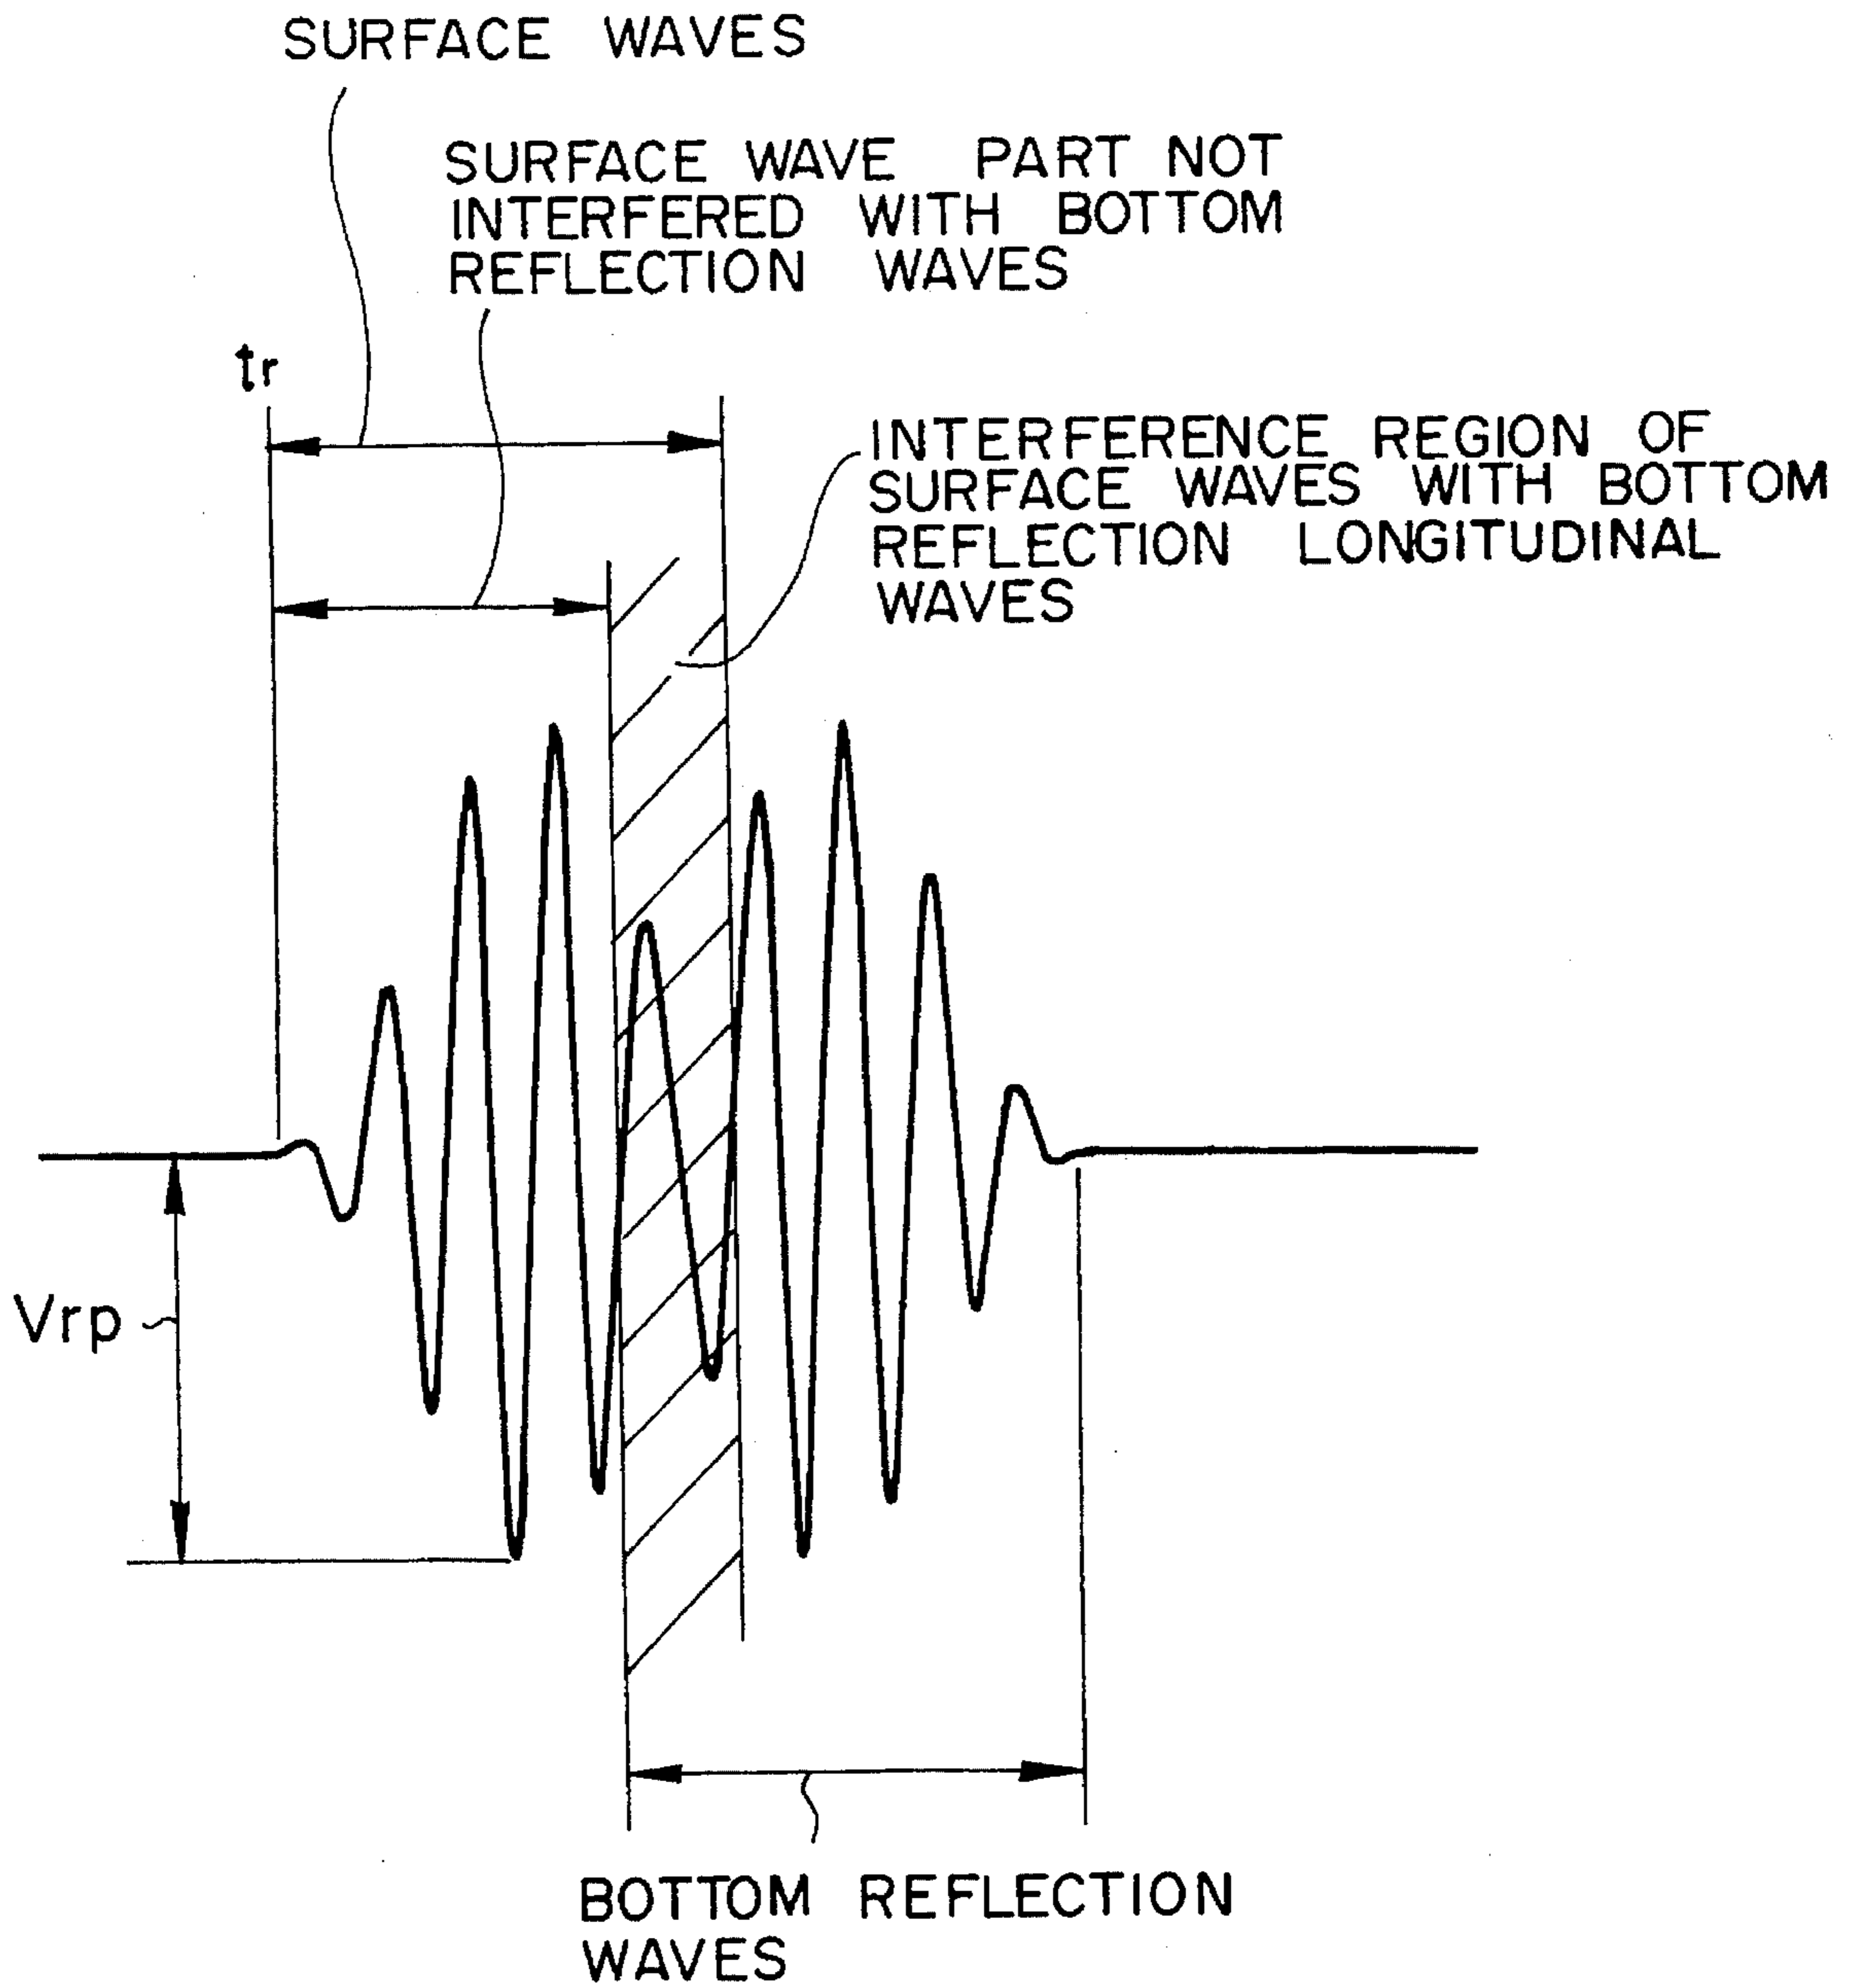 SURFACE WAVES
SURFACE WAVE PART NOT
INTERFERED WITH BOTTOM
REFLECTION WAVES
tr
INTERFERENCE REGION OF
SURFACE WAVES WITH BOTTOM
REFLECTION LONGITUDINAL
WAVES
Vrp
BOTTOM REFLECTION
WAVES